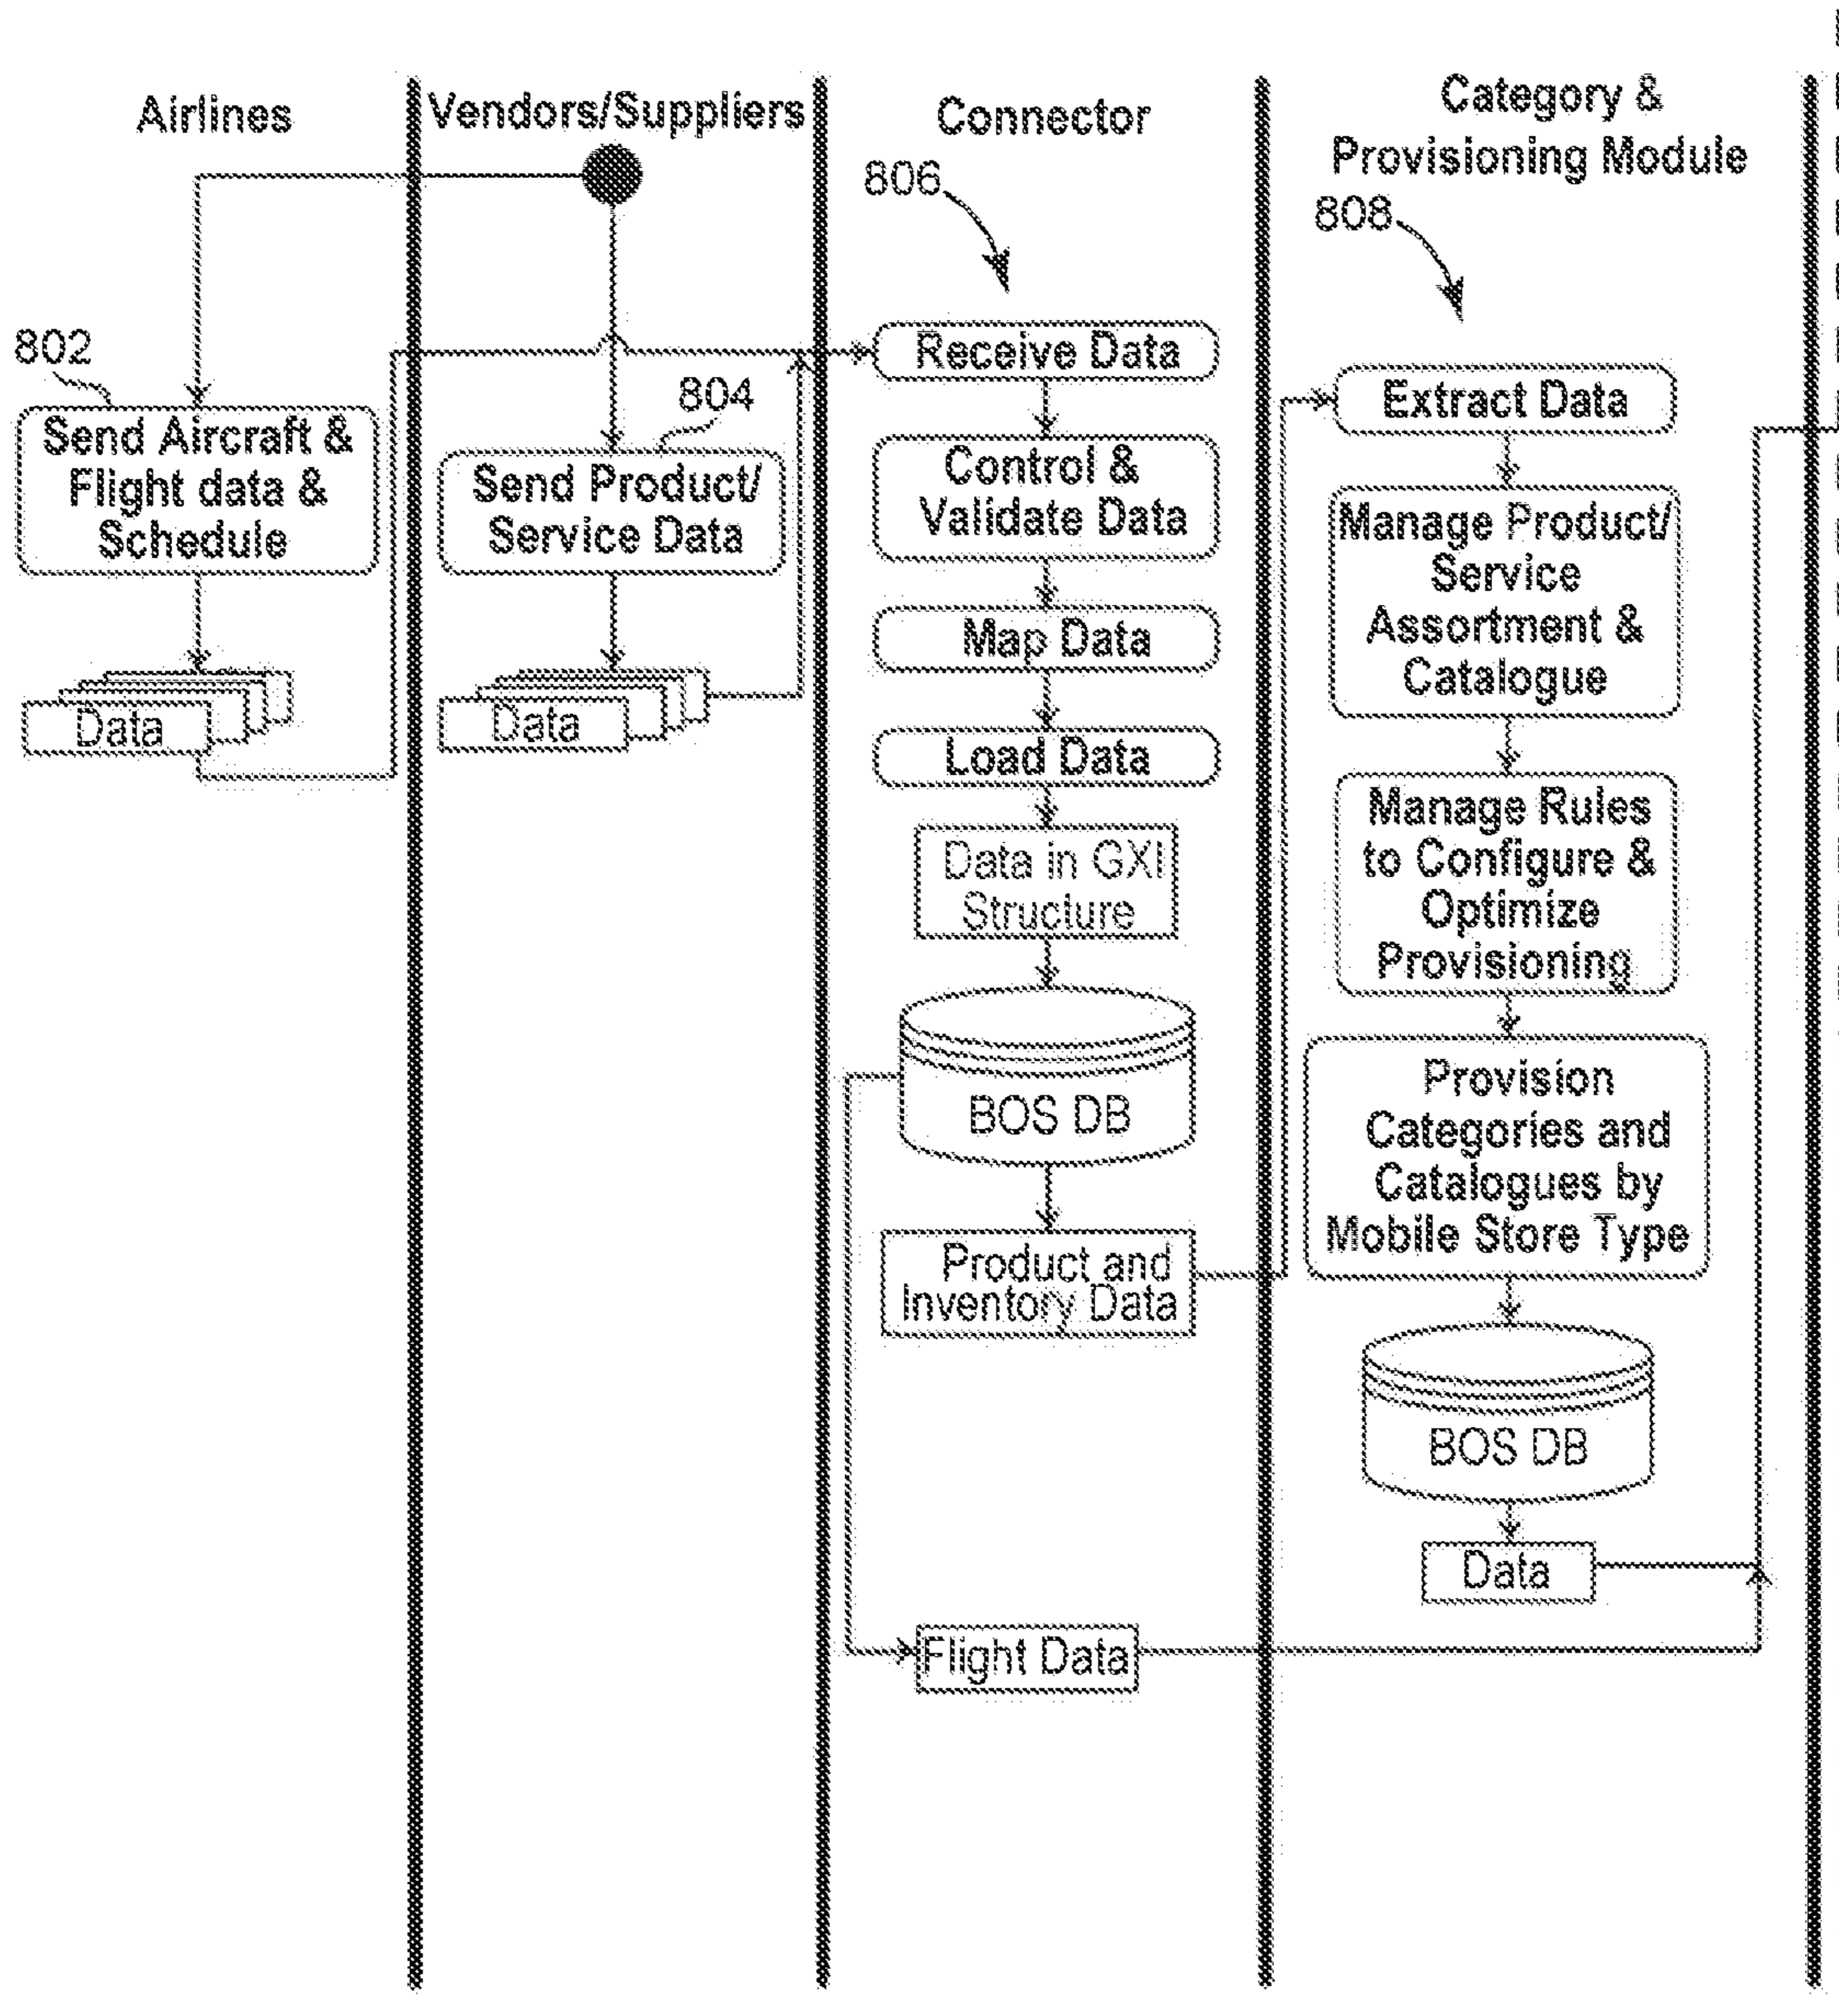 Airlines
802
Send Aircraft &
Flight data &
Schedule
Data
Vendors/Suppliers
804
Send Product/
Service Data
Data
Connector
806
Receive Data
Control &
Validate Data
Map Data
Load Data
Data in GXI
Structure
BOS DB
Product and
Inventory Data
Flight Data
Category &
Provisioning Module
808
Extract Data
Manage Product/
Service
Assortment &
Catalogue
Manage Rules
to Configure &
Optimize
Provisioning
Provision
Categories and
Catalogues by
Mobile Store Type
BOS DB
Data